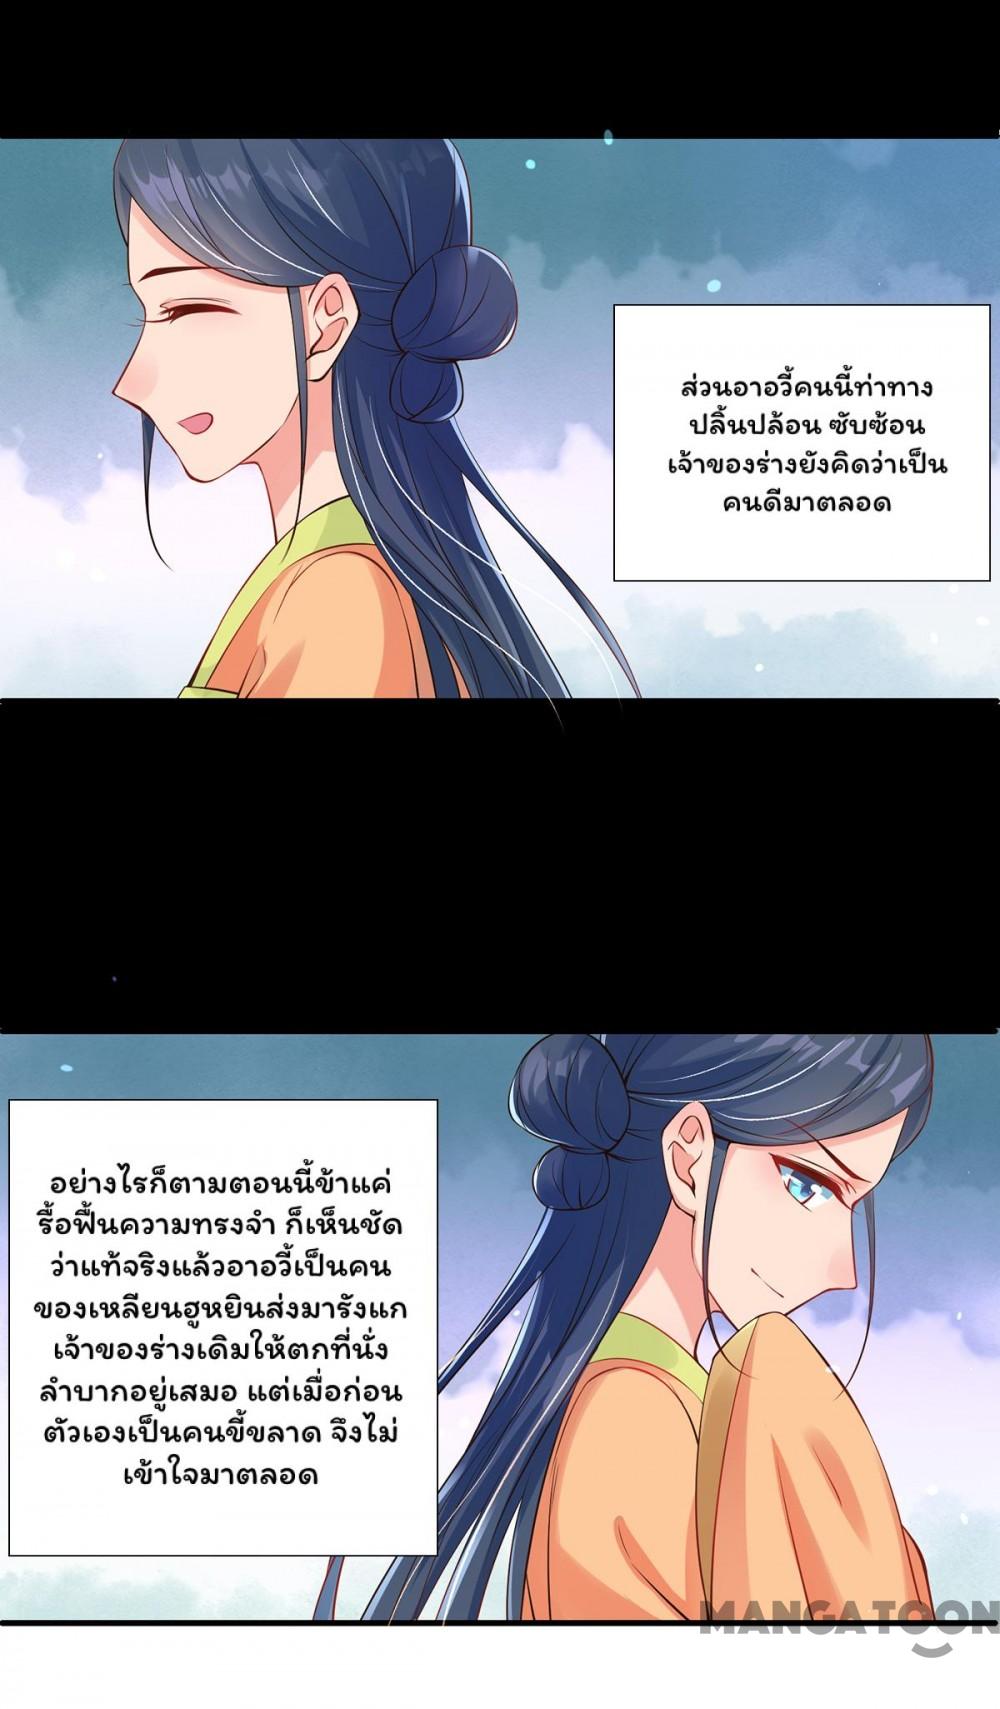 ส่วนอาอวี้คนนี้ท่าทาง
ปลิ้นปล้อน ซับซ้อน
เจ้าของร่างยังคิดว่าเป็น
คนดีมาตลอด
อย่างไรก็ตามตอนนี้ข้าแค่
รื้อฟื้นความทรงจำ ก็เห็นชัด
ว่าแท้จริงแล้วอาอวี้เป็นคน
ของเหลียนฮูหยินส่งมารังแก
เจ้าของร่างเดิมให้ตกที่นั่ง
ลำบากอยู่เสมอ แต่เมื่อก่อน
ตัวเองเป็นคนขี้ขลาด จึงไม่
เข้าใจมาตลอด
MANGATOON